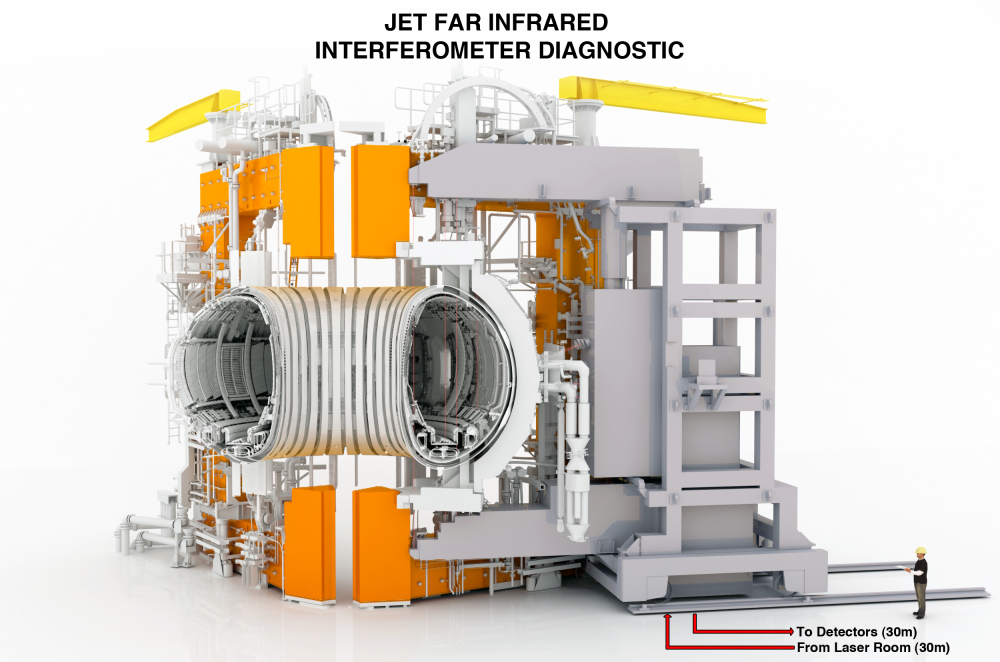 JET FAR INFRARED
INTERFEROMETER DIAGNOSTIC
To Detectors (30m)
From Laser Room (30m)